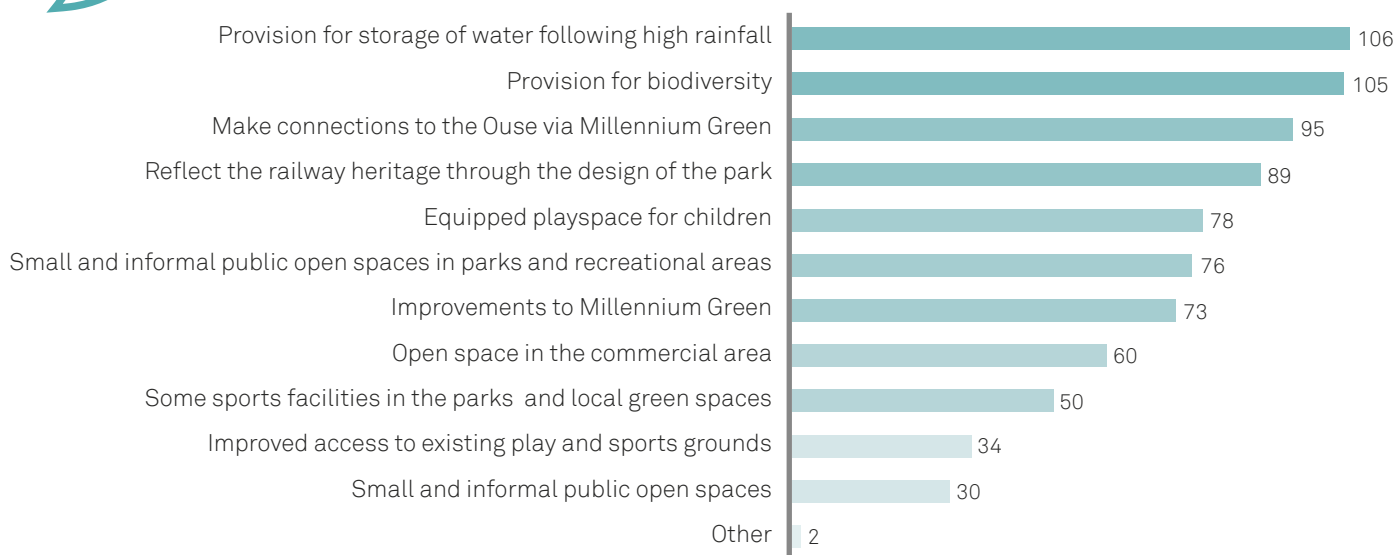 Provision for storage of water following high rainfall 106
Provision for biodiversity 105
Make connections to the Ouse via Millennium Green 95
Reflect the railway heritage through the design of the park 89
Equipped playspace for children 78
Small and informal public open spaces in parks and recreational areas 76
Improvements to Millennium Green 73
Open space in the commercial area 60
Some sports facilities in the parks  and local green spaces 50
Improved access to existing play and sports grounds 34
Small and informal public open spaces 30
Other 2